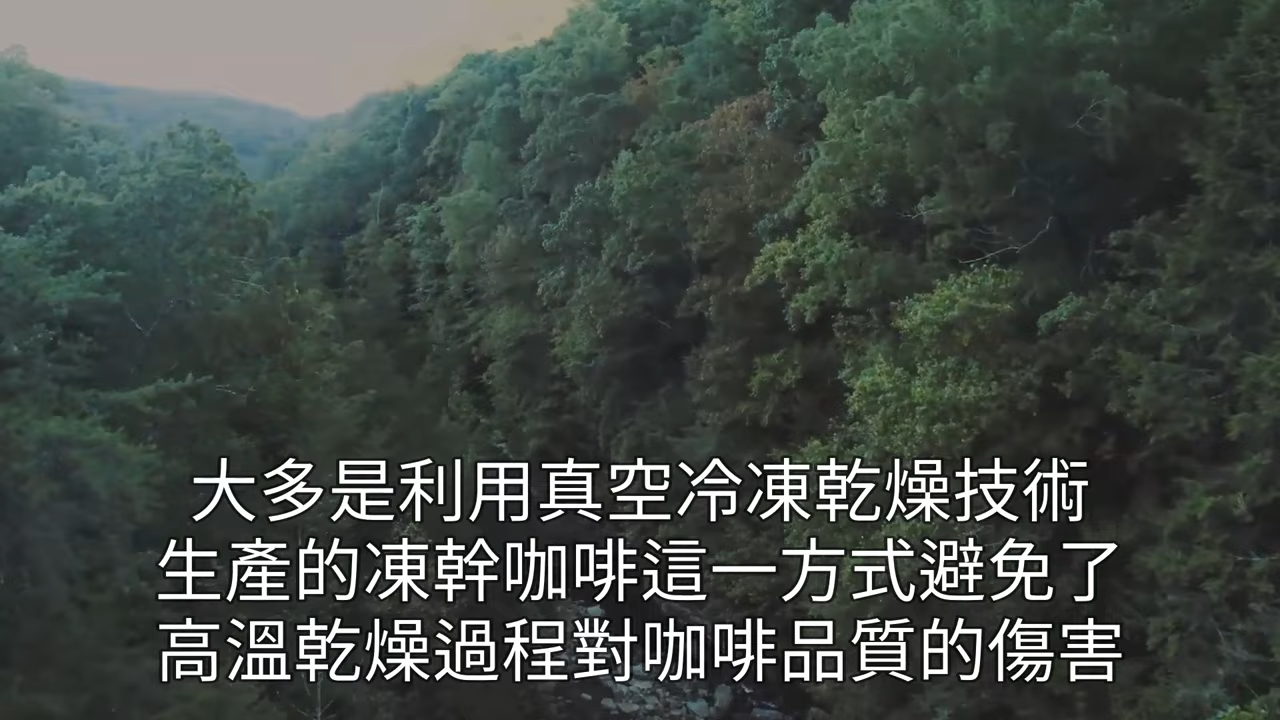 大多是利用真空冷凍乾燥技術
生產的凍幹咖啡這一方式避免了
高溫乾燥過程對咖啡品質的傷害